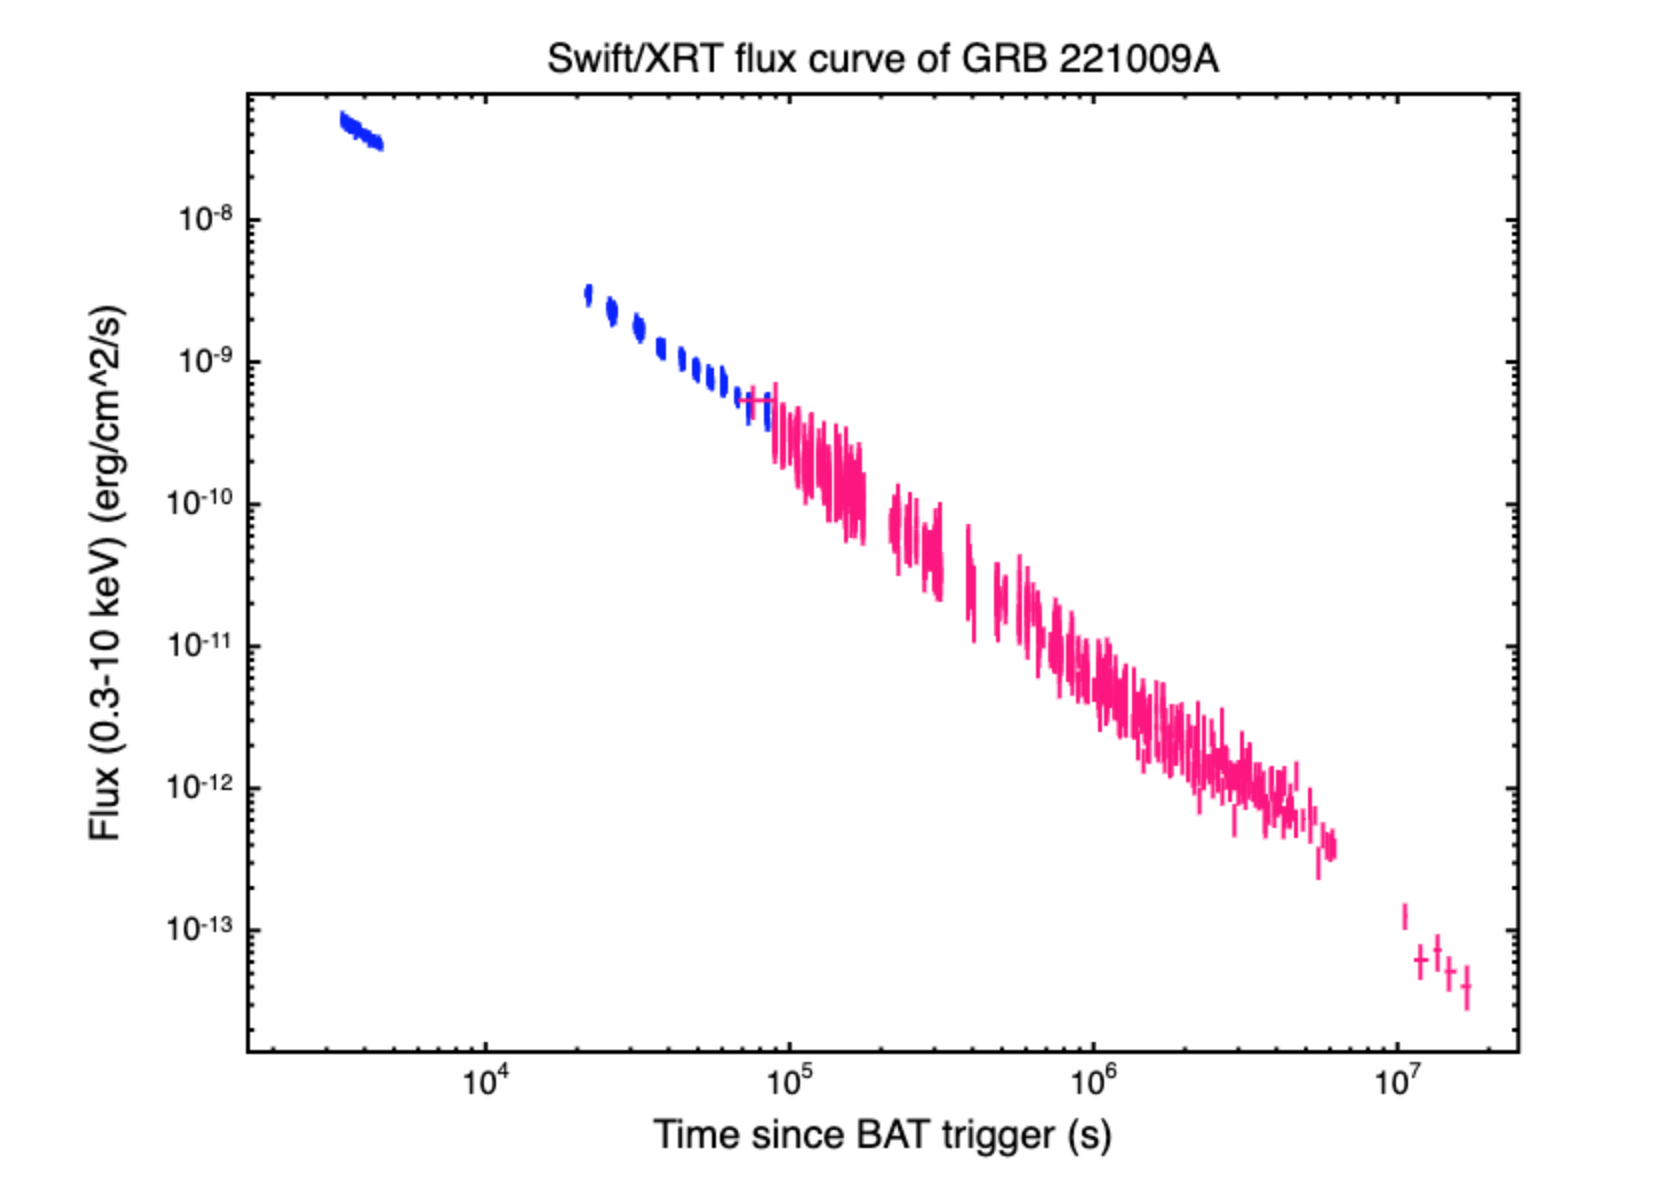 Swift/XRT flux curve of GRB 221009A
Flux (0.3-10 keV) (erg/cm^2/s)
10⁻⁸
10⁻⁹
10⁻¹⁰
10⁻¹¹
10⁻¹²
10⁻¹³
10⁴ 10⁵ 10⁶ 10⁷
Time since BAT trigger (s)